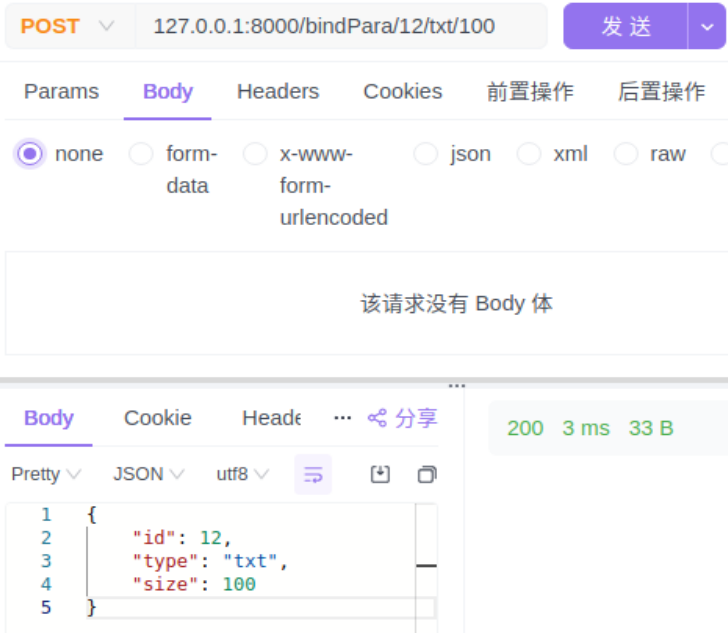 POST 127.0.0.1:8000/bindPara/12/txt/100 发 送
Params Body Headers Cookies 前置操作 后置操作
none form-data x-www-form-urlencoded json xml raw
该请求没有 Body 体
Body Cookie Heade ... 分享
200 3 ms 33 B
Pretty JSON utf8
1 {
2 "id": 12,
3 "type": "txt",
4 "size": 100
5 }